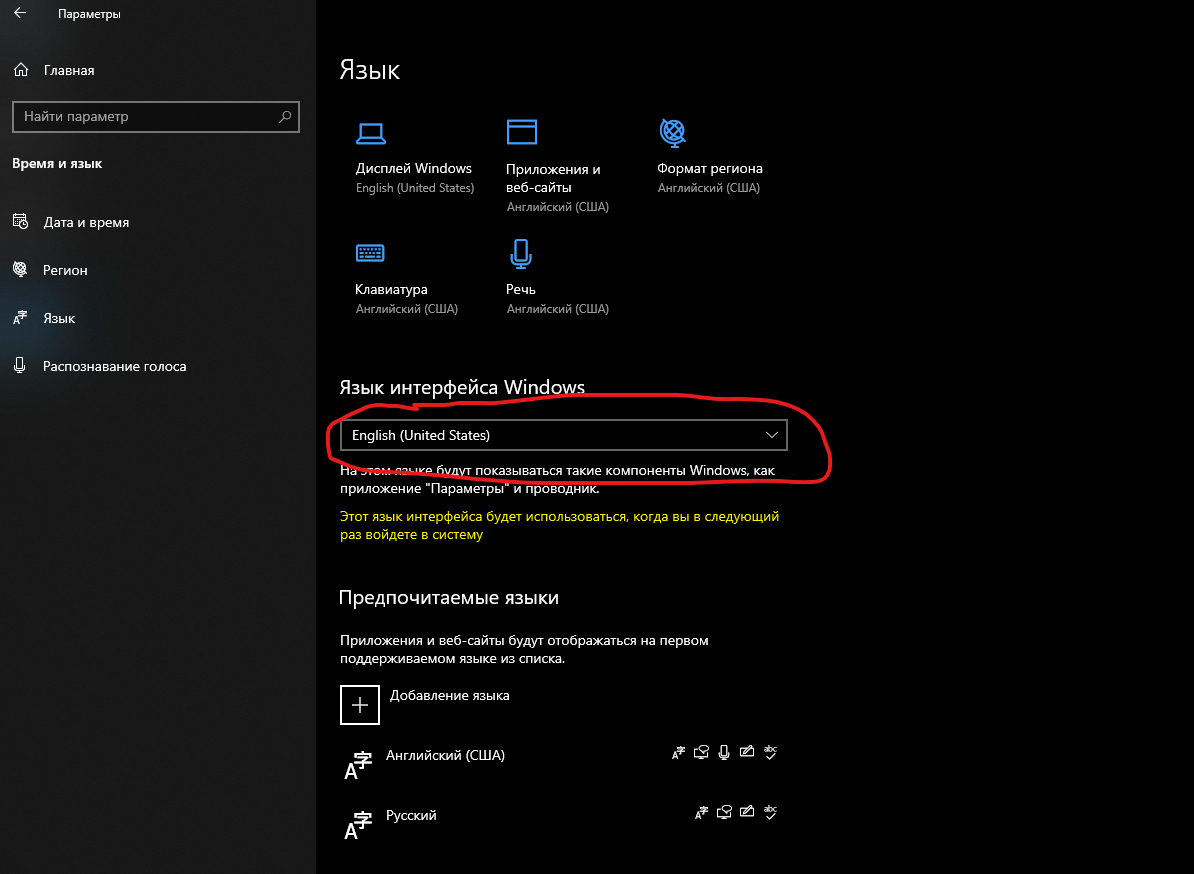 Параметры
Главная
Найти параметр
Время и язык
Дата и время
Регион
Язык
Распознавание голоса
Язык
Дисплей Windows
English (United States)
Приложения и
веб-сайты
Английский (США)
Формат региона
Английский (США)
Клавиатура
Английский (США)
Речь
Английский (США)
Язык интерфейса Windows
English (United States)
На этом языке будут показываться такие компоненты Windows, как
приложение "Параметры" и проводник.
Этот язык интерфейса будет использоваться, когда вы в следующий
раз войдете в систему
Предпочитаемые языки
Приложения и веб-сайты будут отображаться на первом
поддерживаемом языке из списка.
Добавление языка
Английский (США)
Русский